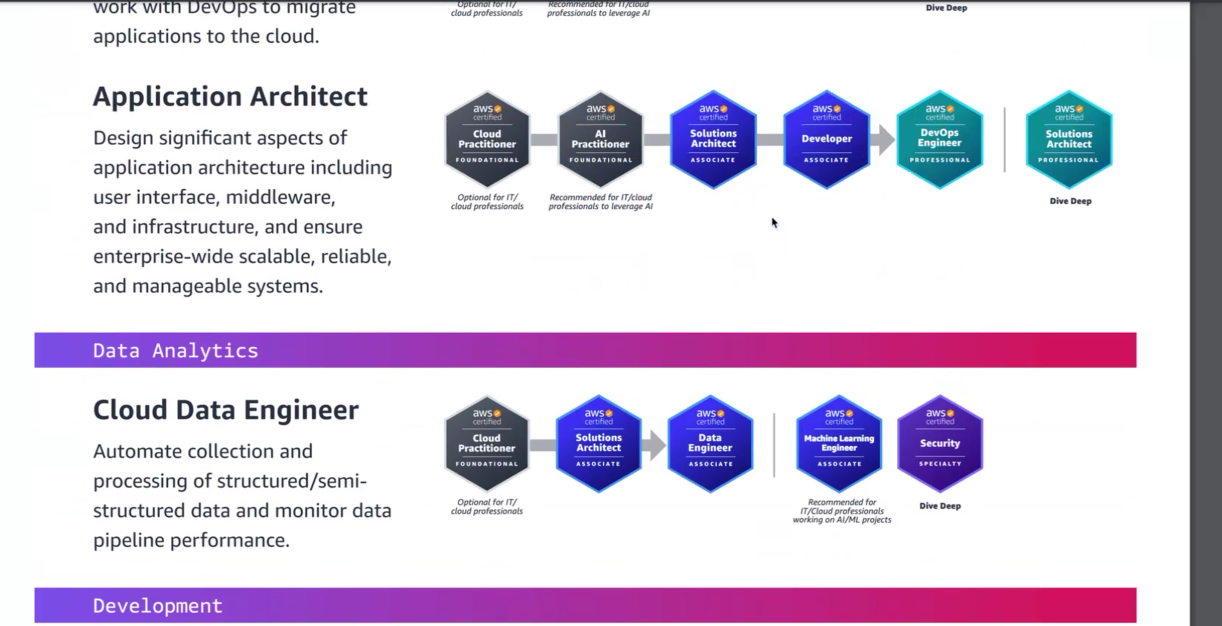 work with DevOps to migrate
applications to the cloud.
Optional for IT/
cloud professionals
Recommended for IT/cloud
professionals to leverage AI
Dive Deep
Application Architect
Design significant aspects of
application architecture including
user interface, middleware,
and infrastructure, and ensure
enterprise-wide scalable, reliable,
and manageable systems.
aws
certified
Cloud
Practitioner
FOUNDATIONAL
Optional for IT/
cloud professionals
aws
certified
AI
Practitioner
FOUNDATIONAL
Recommended for IT/cloud
professionals to leverage AI
aws
certified
Solutions
Architect
ASSOCIATE
aws
certified
Developer
ASSOCIATE
aws
certified
DevOps
Engineer
PROFESSIONAL
aws
certified
Solutions
Architect
PROFESSIONAL
Dive Deep
Data Analytics
Cloud Data Engineer
Automate collection and
processing of structured/semi-
structured data and monitor data
pipeline performance.
aws
certified
Cloud
Practitioner
FOUNDATIONAL
Optional for IT/
cloud professionals
aws
certified
Solutions
Architect
ASSOCIATE
aws
certified
Data
Engineer
ASSOCIATE
aws
certified
Machine Learning
Engineer
ASSOCIATE
Recommended for
IT/Cloud professionals
working on AI/ML projects
aws
certified
Security
SPECIALTY
Dive Deep
Development